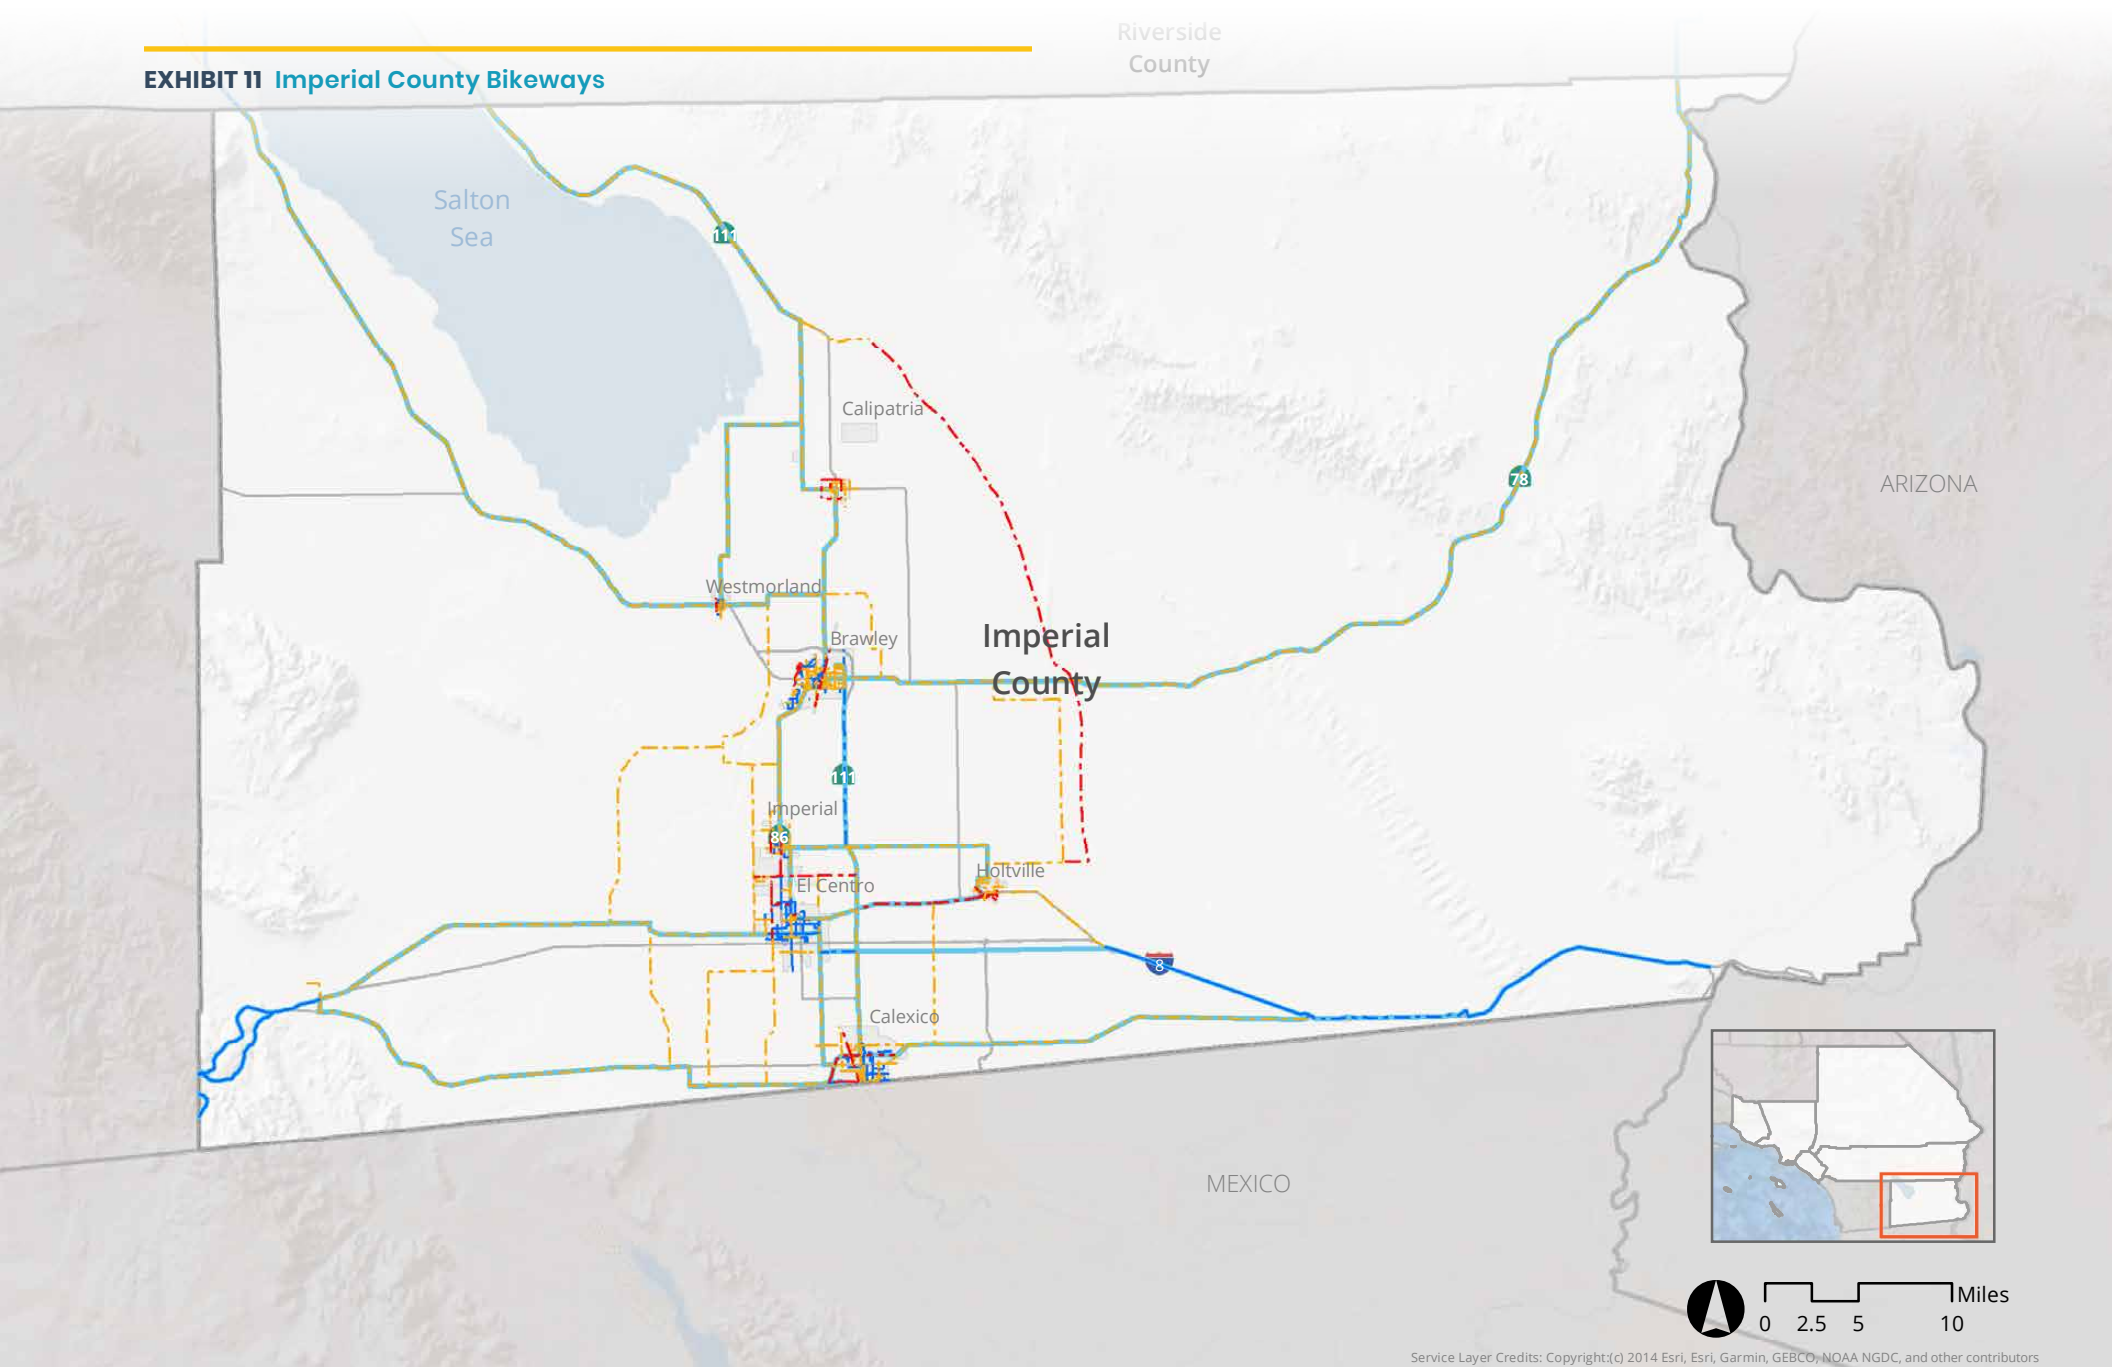 Riverside
County
EXHIBIT 11 Imperial County Bikeways
Salton
Sea
111
Calipatria
78
ARIZONA
Westmorland
Brawley
Imperial
County
111
Imperial
86
El Centro
Holtville
8
Calexico
MEXICO
Miles
0 2.5 5 10
Service Layer Credits: Copyright:(c) 2014 Esri, Esri, Garmin, GEBCO, NOAA NGDC, and other contributors